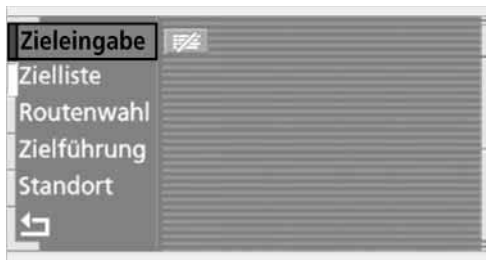 Zieleingabe
Zielliste
Routenwahl
Zielführung
Standort